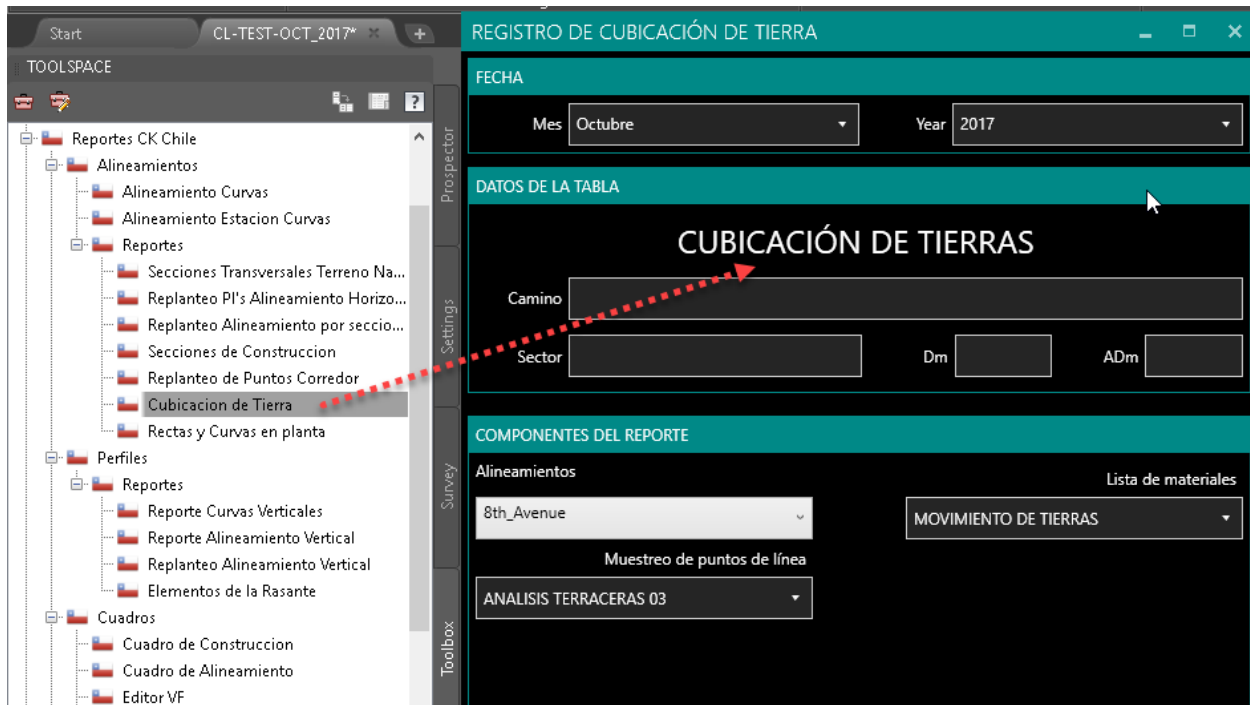 Start
CL-TEST-OCT_2017*
TOOLSPACE
?
Reportes CK Chile
Alineamientos
Alineamiento Curvas
Alineamiento Estacion Curvas
Reportes
Secciones Transversales Terreno Na...
Replanteo PI's Alineamiento Horizo...
Replanteo Alineamiento por seccio...
Secciones de Construccion
Replanteo de Puntos Corredor
Cubicacion de Tierra
Rectas y Curvas en planta
Perfiles
Reportes
Reporte Curvas Verticales
Reporte Alineamiento Vertical
Replanteo Alineamiento Vertical
Elementos de la Rasante
Cuadros
Cuadro de Construccion
Cuadro de Alineamiento
Editor VF
Prospector
Settings
Survey
Toolbox
REGISTRO DE CUBICACIÓN DE TIERRA
FECHA
Mes Octubre Year 2017
DATOS DE LA TABLA
CUBICACIÓN DE TIERRAS
Camino
Sector Dm ADm
COMPONENTES DEL REPORTE
Alineamientos
Lista de materiales
8th_Avenue
MOVIMIENTO DE TIERRAS
Muestreo de puntos de línea
ANALISIS TERRACERAS 03